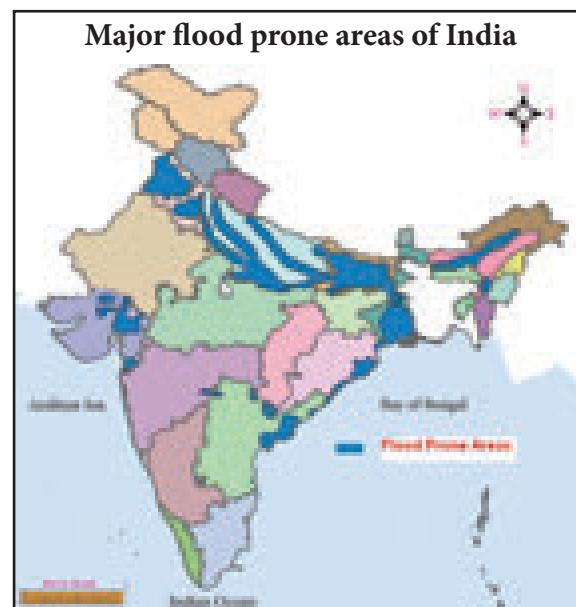 Major flood prone areas of India
Arabian Sea
Bay of Bengal
Flood Prone Areas
Indian Ocean